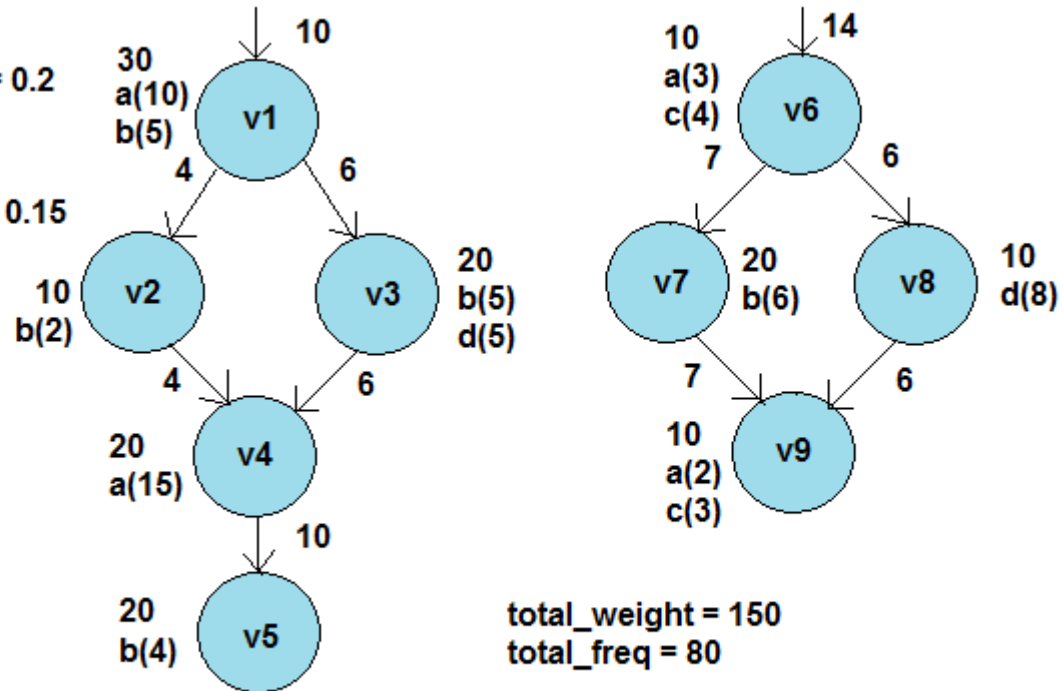 10
30
a(10)
b(5)
v1
= 0.2
4
6
0.15
10
b(2)
v2
v3
20
b(5)
d(5)
4
6
20
a(15)
v4
10
20
b(4)
v5
14
10
a(3)
c(4)
v6
7
6
v7
20
b(6)
v8
10
d(8)
7
6
10
a(2)
c(3)
v9
total_weight = 150
total_freq = 80